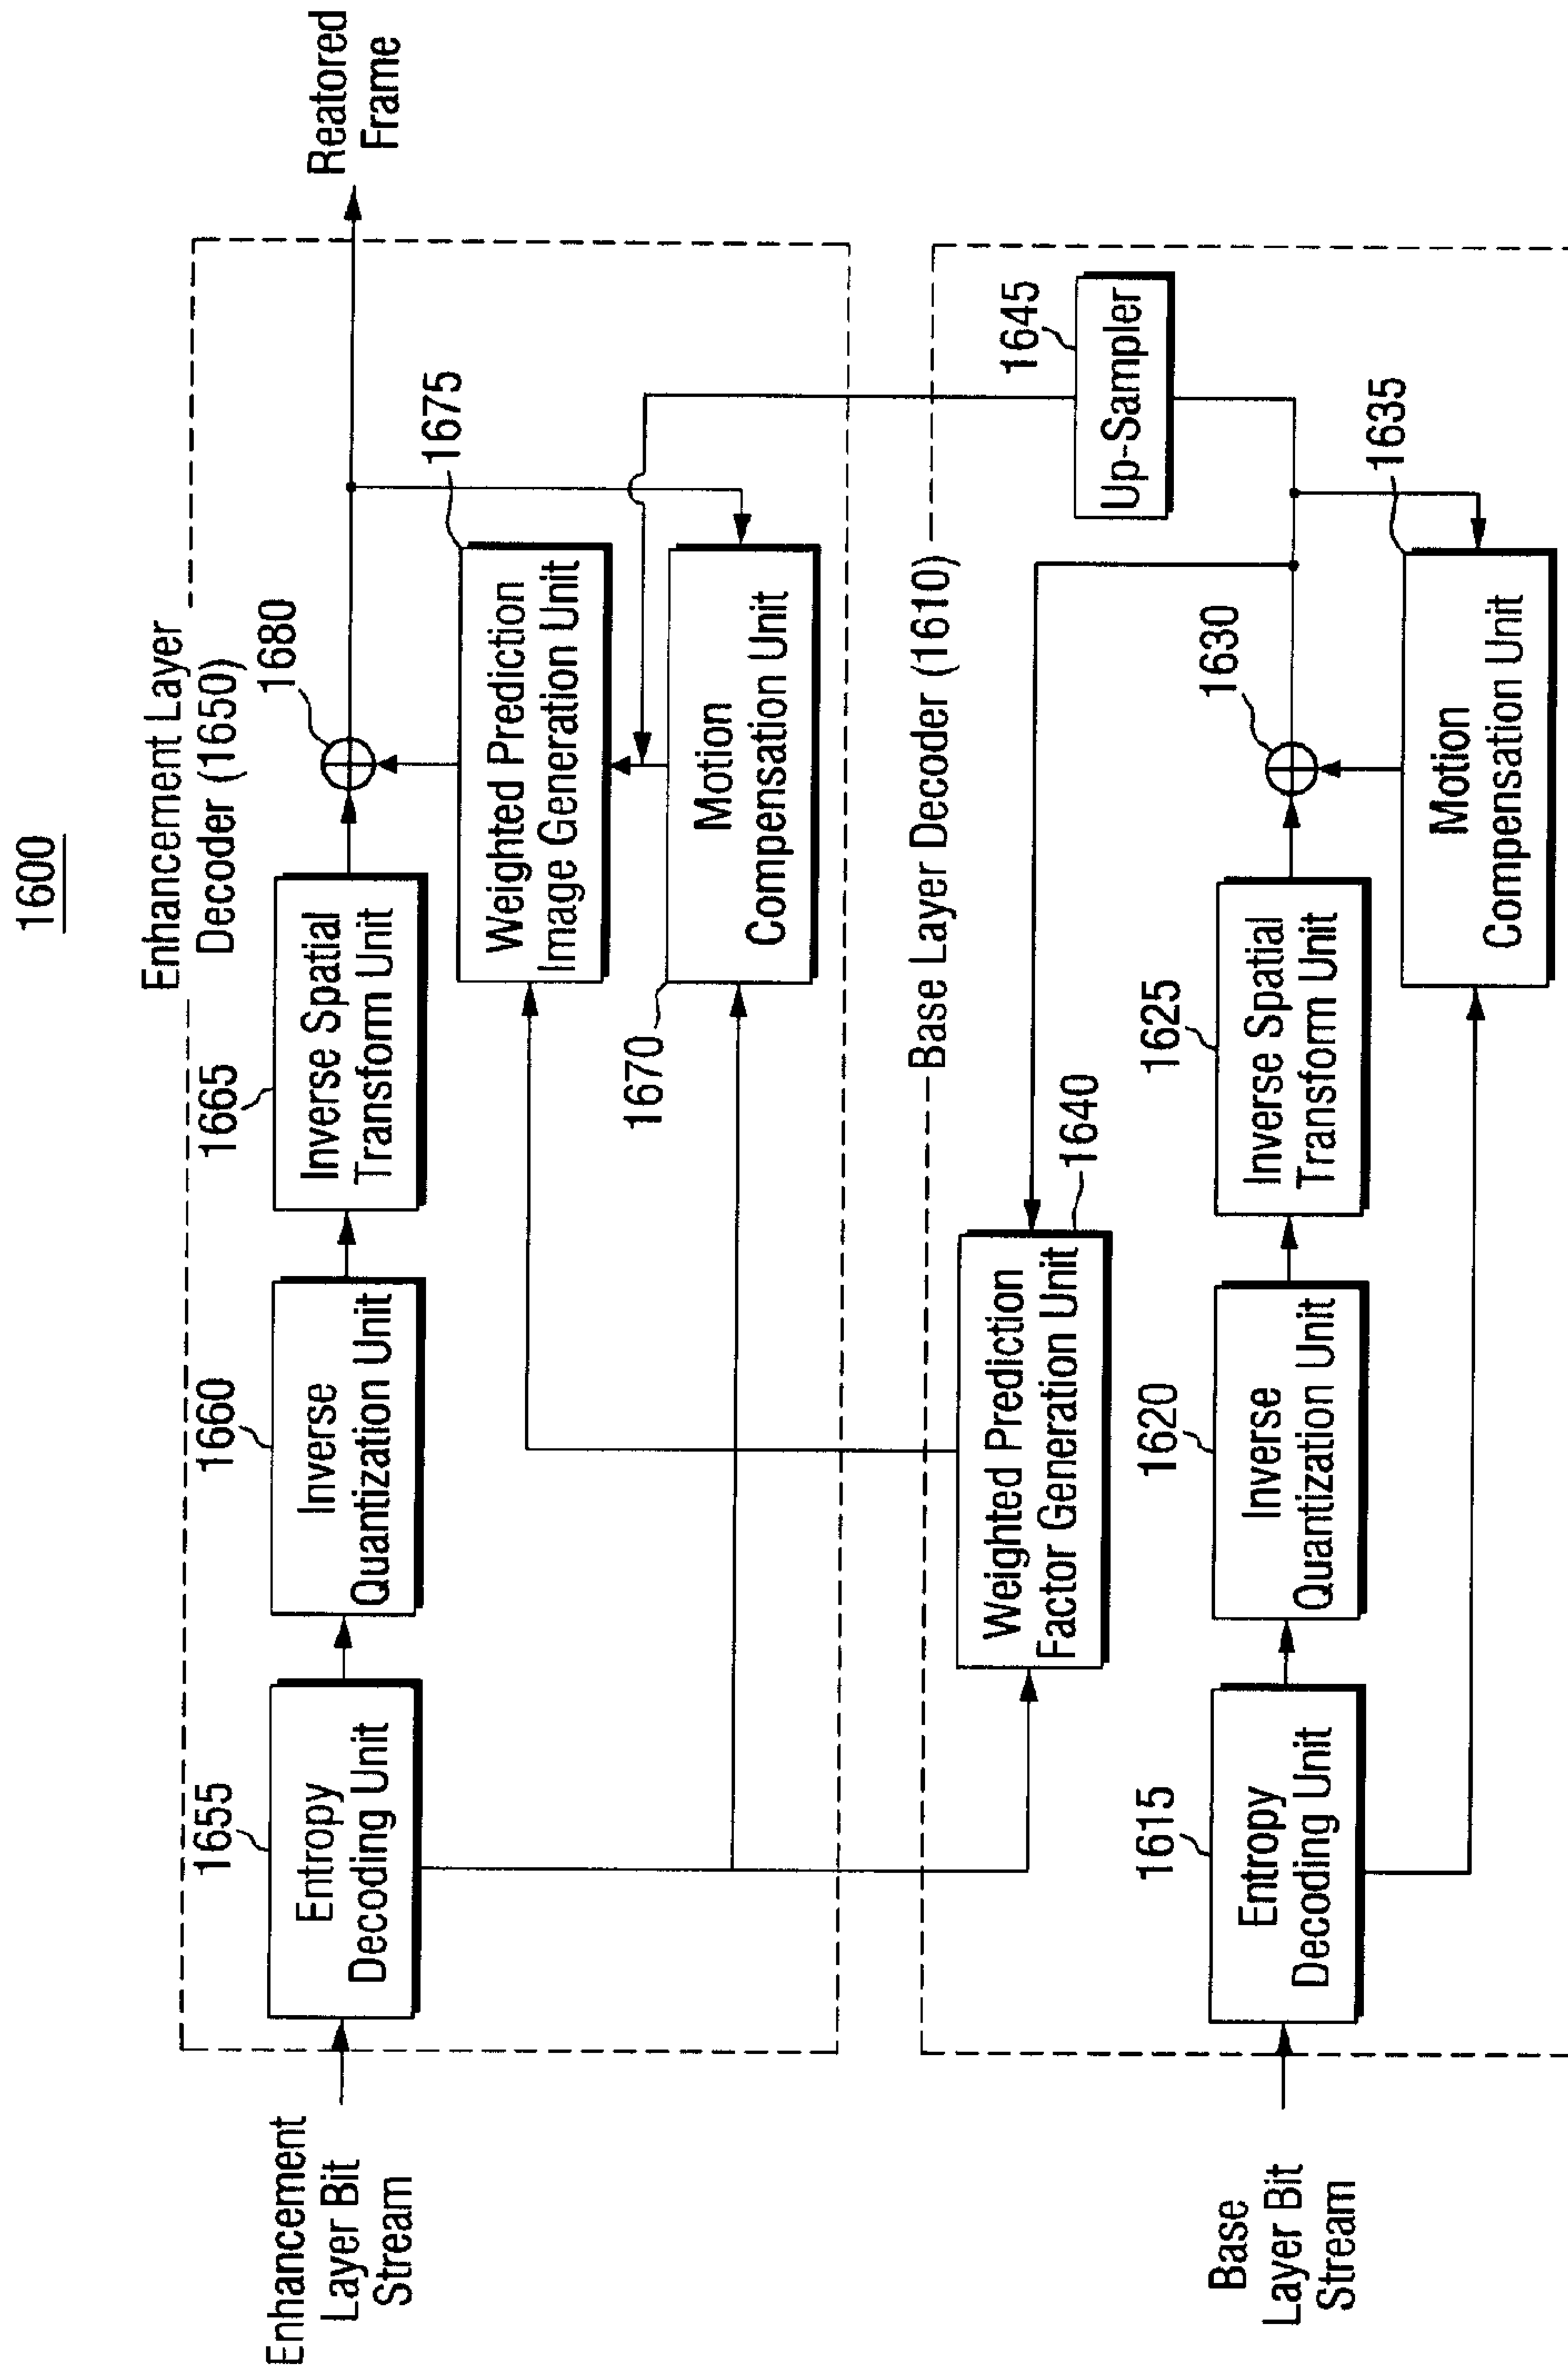 1600
Enhancement Layer
Decoder (1650)
Enhancement
Layer Bit
Stream
1655
Entropy
Decoding Unit
1660
Inverse
Quantization Unit
1665
Inverse Spatial
Transform Unit
1680
Reatored
Frame
1675
Weighted Prediction
Image Generation Unit
1670
Motion
Compensation Unit
Base Layer Decoder (1610)
1645
Up-Sampler
1640
Weighted Prediction
Factor Generation Unit
Base
Layer Bit
Stream
1615
Entropy
Decoding Unit
1620
Inverse
Quantization Unit
1625
Inverse Spatial
Transform Unit
1630
1635
Motion
Compensation Unit